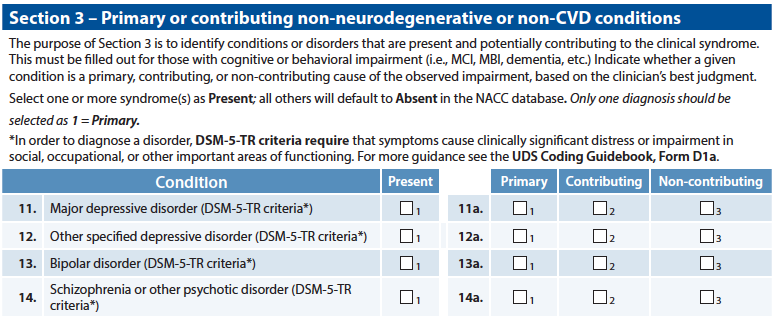 Section 3 – Primary or contributing non-neurodegenerative or non-CVD conditions
The purpose of Section 3 is to identify conditions or disorders that are present and potentially contributing to the clinical syndrome.
This must be filled out for those with cognitive or behavioral impairment (i.e., MCI, MBI, dementia, etc.) Indicate whether a given
condition is a primary, contributing, or non-contributing cause of the observed impairment, based on the clinician's best judgment.
Select one or more syndrome(s) as Present; all others will default to Absent in the NACC database. Only one diagnosis should be
selected as 1 = Primary.
*In order to diagnose a disorder, DSM-5-TR criteria require that symptoms cause clinically significant distress or impairment in
social, occupational, or other important areas of functioning. For more guidance see the UDS Coding Guidebook, Form D1a.
Condition Present Primary Contributing Non-contributing
11. Major depressive disorder (DSM-5-TR criteria*) 1 11a. 1 2 3
12. Other specified depressive disorder (DSM-5-TR criteria*) 1 12a. 1 2 3
13. Bipolar disorder (DSM-5-TR criteria*) 1 13a. 1 2 3
14. Schizophrenia or other psychotic disorder (DSM-5-TR
criteria*) 1 14a. 1 2 3